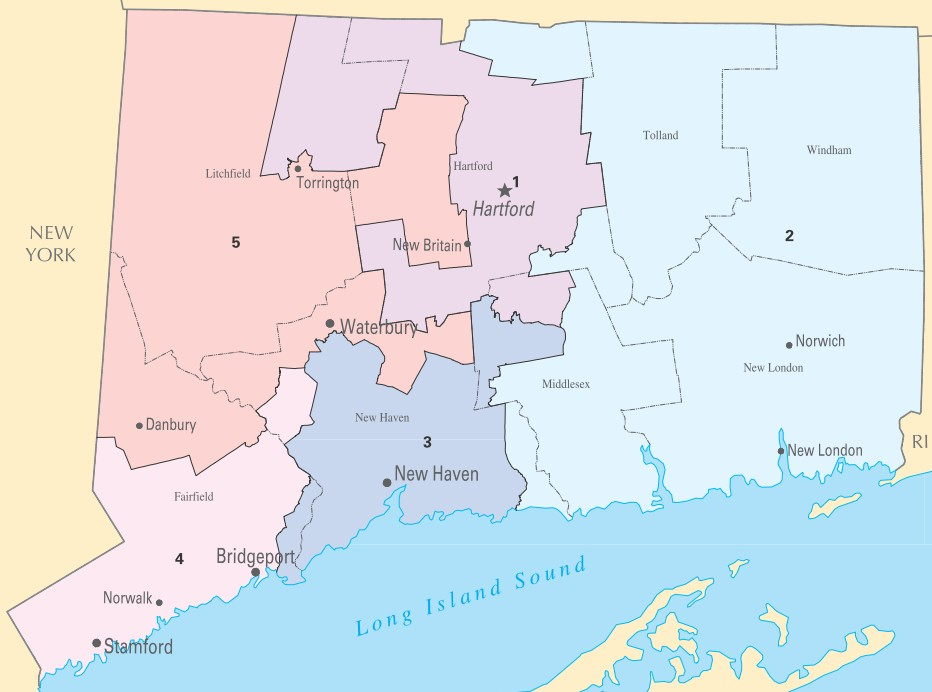 Tolland
Windham
Litchfield
Torrington
Hartford
1
Hartford
NEW
YORK
5
New Britain
2
Waterbury
Norwich
New London
Middlesex
Danbury
New Haven
3
New London
RI
New Haven
Fairfield
4
Bridgeport
Norwalk
Long Island Sound
Stamford